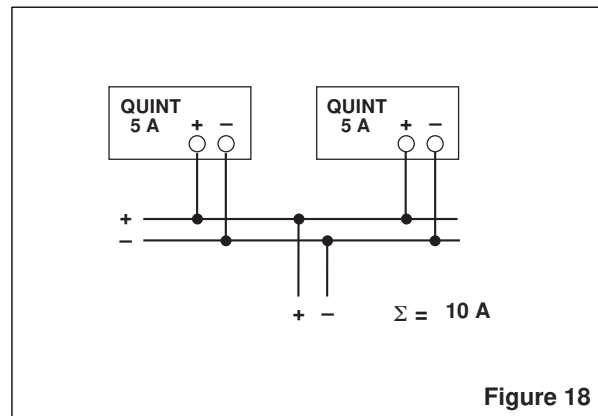 QUINT
5 A
+ −
QUINT
5 A
+ −
+
−
+ −
Σ = 10 A
Figure 18